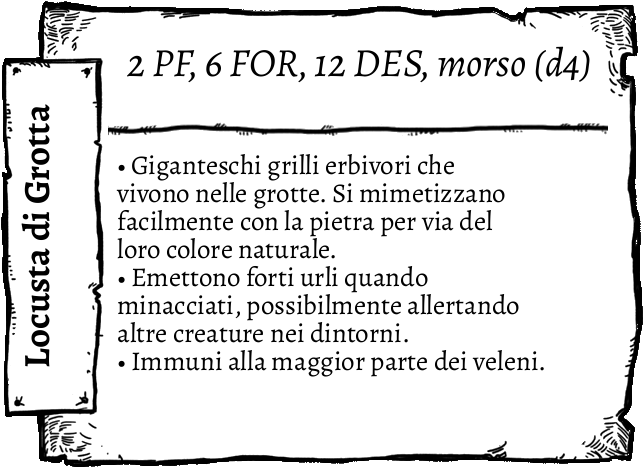 Locusta di Grotta
2 PF, 6 FOR, 12 DES, morso (d4)
• Giganteschi grilli erbivori che
vivono nelle grotte. Si mimetizzano
facilmente con la pietra per via del
loro colore naturale.
• Emettono forti urli quando
minacciati, possibilmente allertando
altre creature nei dintorni.
• Immuni alla maggior parte dei veleni.